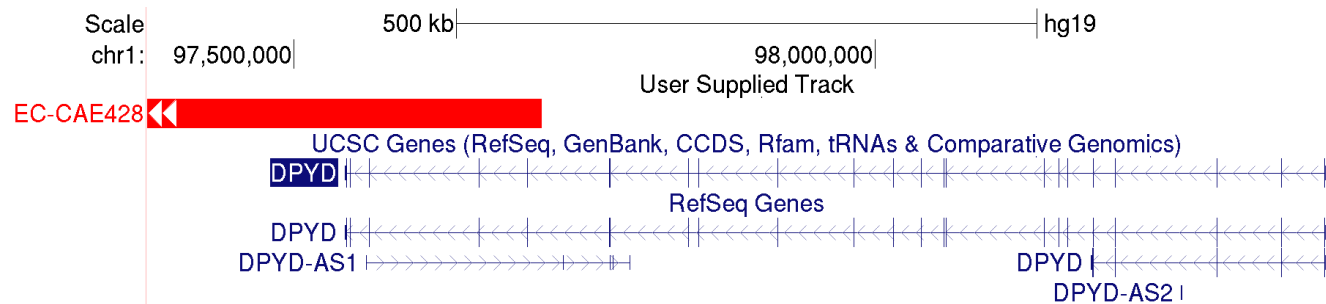 Scale 500 kb hg19
chr1: 97,500,000 98,000,000
User Supplied Track
EC-CAE428
UCSC Genes (RefSeq, GenBank, CCDS, Rfam, tRNAs & Comparative Genomics)
DPYD
RefSeq Genes
DPYD
DPYD-AS1 DPYD
DPYD-AS2